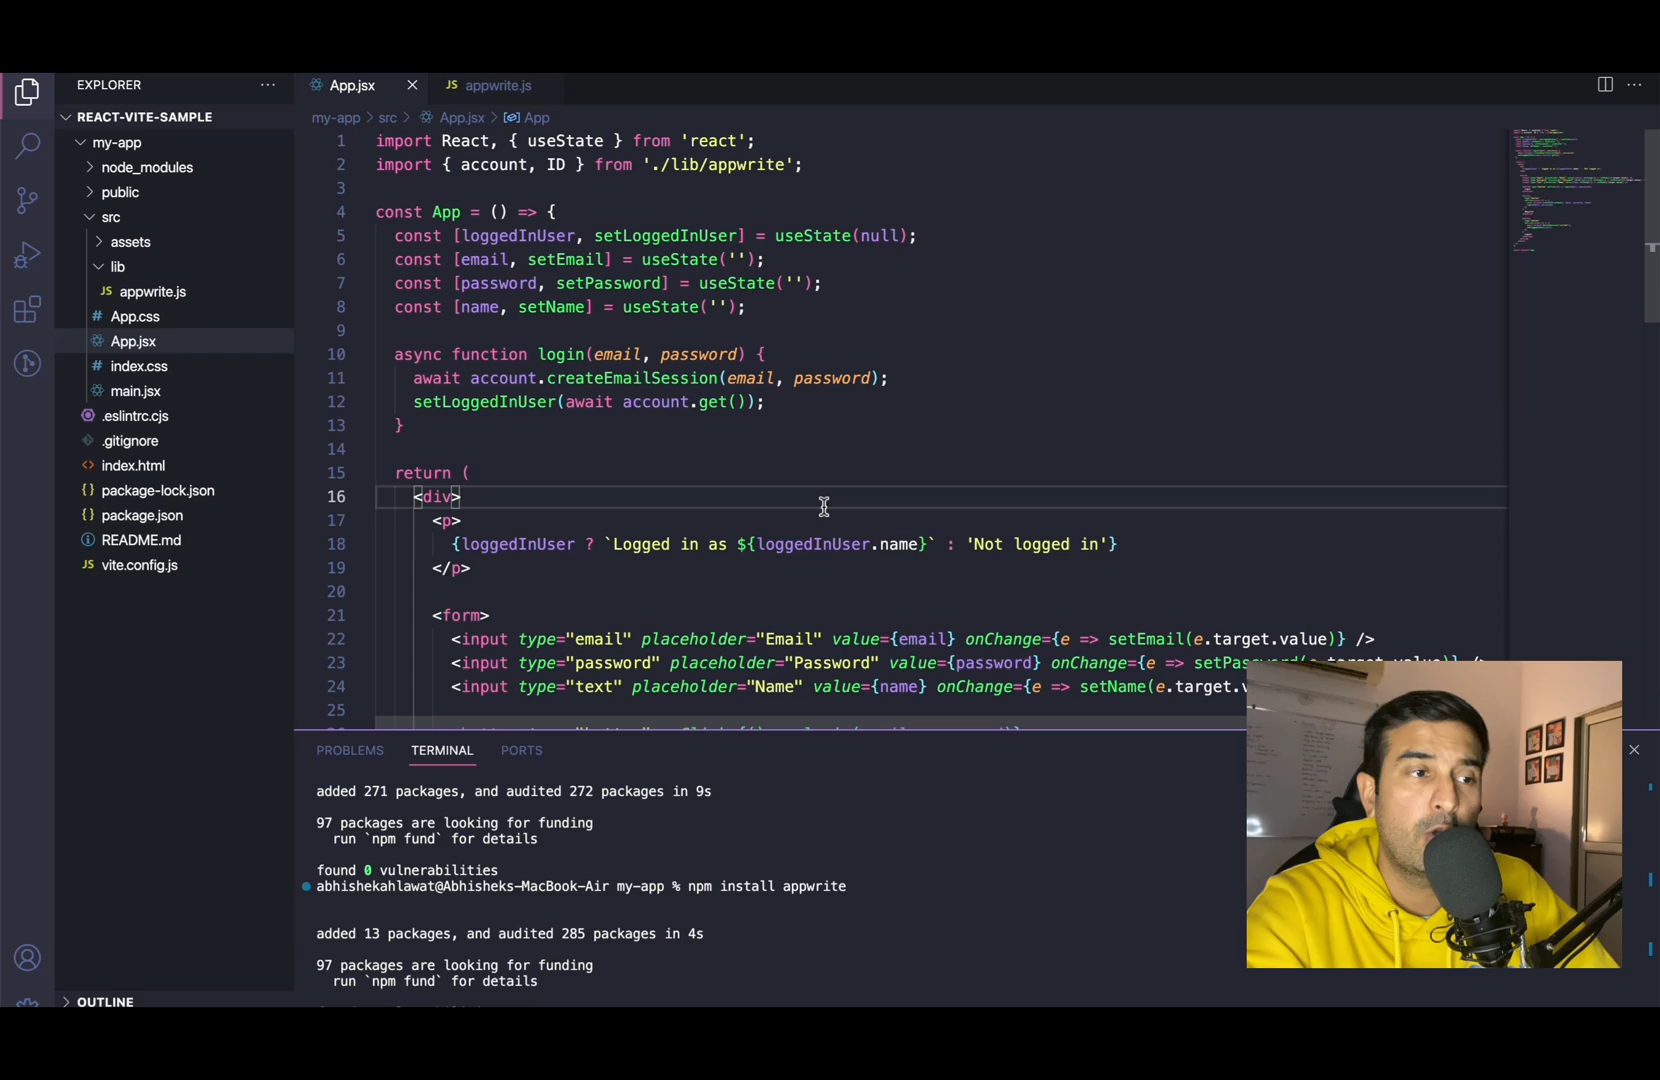 EXPLORER
REACT-VITE-SAMPLE
my-app
node_modules
public
src
assets
lib
JS appwrite.js
# App.css
App.jsx
# index.css
main.jsx
.eslintrc.cjs
.gitignore
<> index.html
{} package-lock.json
{} package.json
README.md
JS vite.config.js
OUTLINE
App.jsx
JS appwrite.js
my-app > src > App.jsx > App
1 import React, { useState } from 'react';
2 import { account, ID } from './lib/appwrite';
3
4 const App = () => {
5 const [loggedInUser, setLoggedInUser] = useState(null);
6 const [email, setEmail] = useState('');
7 const [password, setPassword] = useState('');
8 const [name, setName] = useState('');
9
10 async function login(email, password) {
11 await account.createEmailSession(email, password);
12 setLoggedInUser(await account.get());
13 }
14
15 return (
16 <div>
17 <p>
18 {loggedInUser ? `Logged in as ${loggedInUser.name}` : 'Not logged in'}
19 </p>
20
21 <form>
22 <input type="email" placeholder="Email" value={email} onChange={e => setEmail(e.target.value)} />
23 <input type="password" placeholder="Password" value={password} onChange={e => setPassword(e.target.value)} />
24 <input type="text" placeholder="Name" value={name} onChange={e => setName(e.target.v
25
PROBLEMS
TERMINAL
PORTS
added 271 packages, and audited 272 packages in 9s
97 packages are looking for funding
run `npm fund` for details
found 0 vulnerabilities
abhishekahlawat@Abhisheks-MacBook-Air my-app % npm install appwrite
added 13 packages, and audited 285 packages in 4s
97 packages are looking for funding
run `npm fund` for details